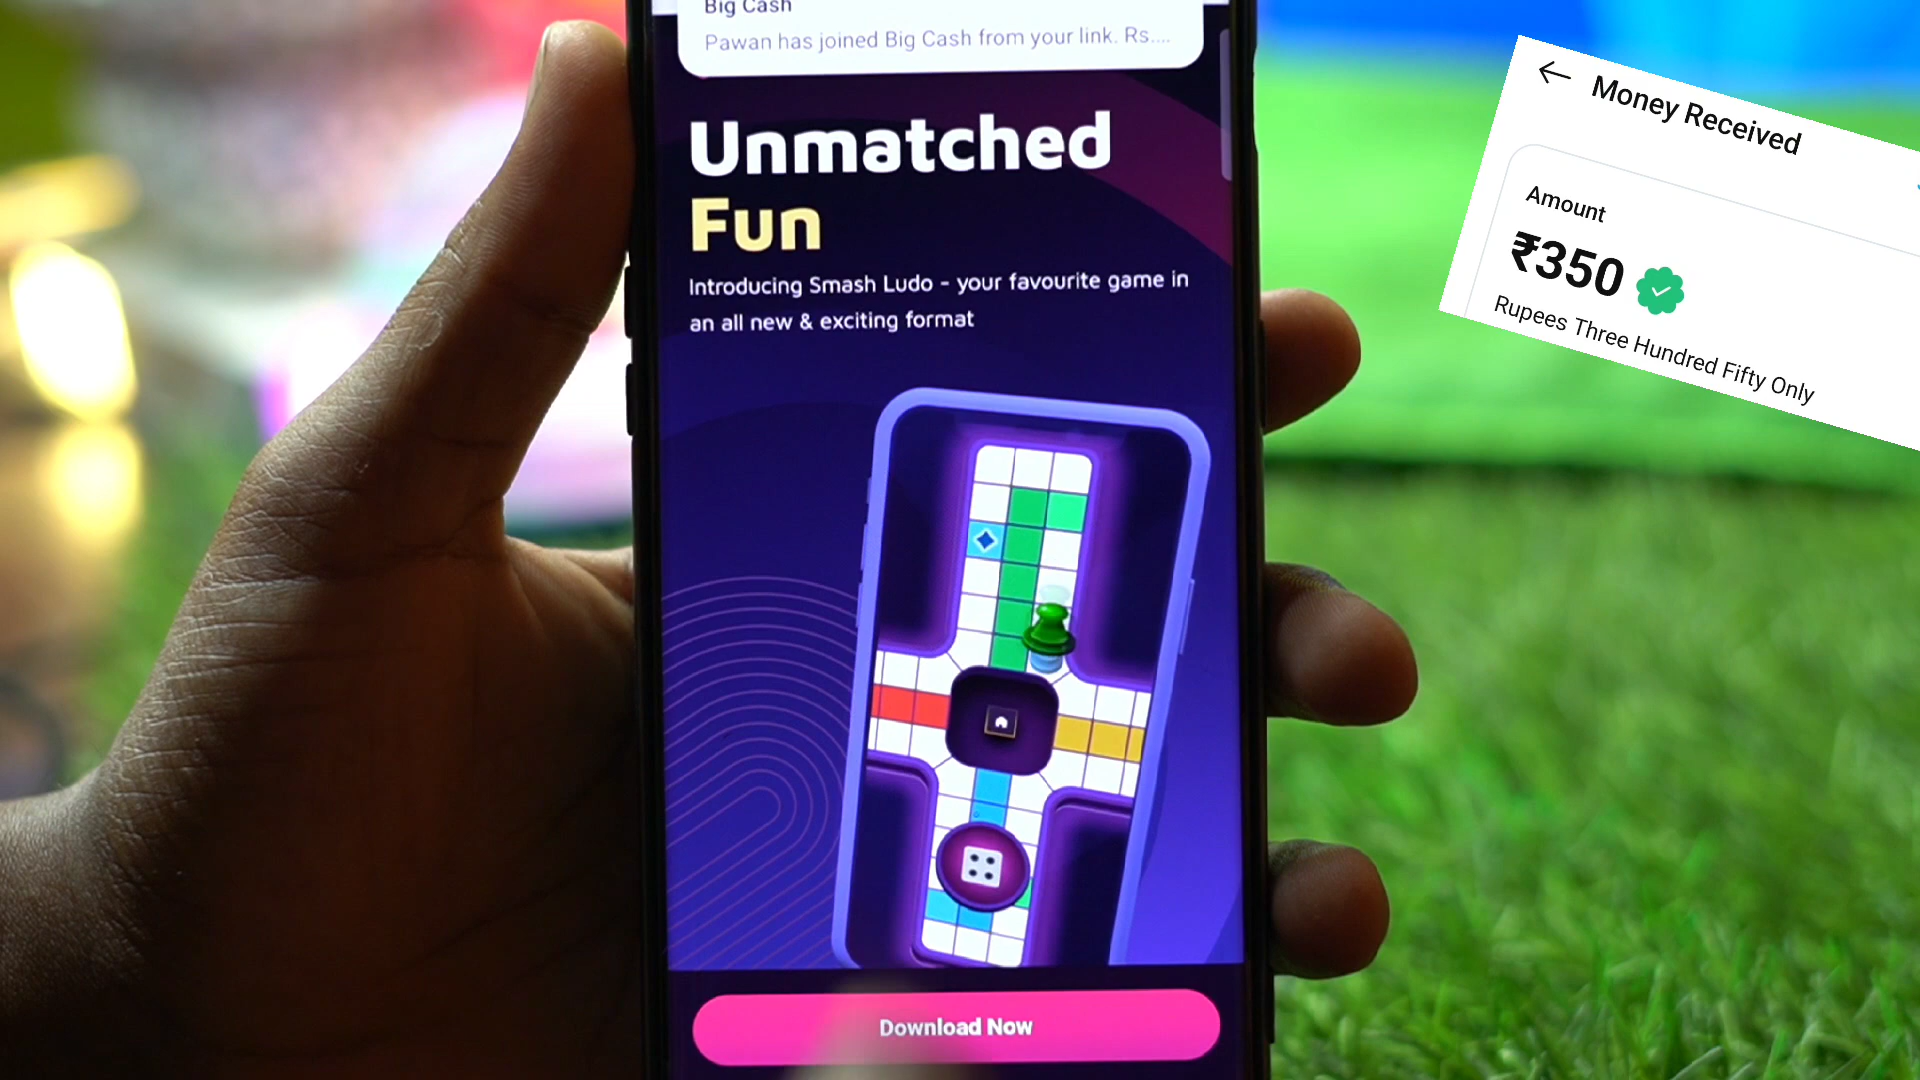 Big Cash
Pawan has joined Big Cash from your link. Rs....
Unmatched
Fun
Introducing Smash Ludo - your favourite game in
an all new & exciting format
Download Now
Money Received
Amount
₹350
Rupees Three Hundred Fifty Only